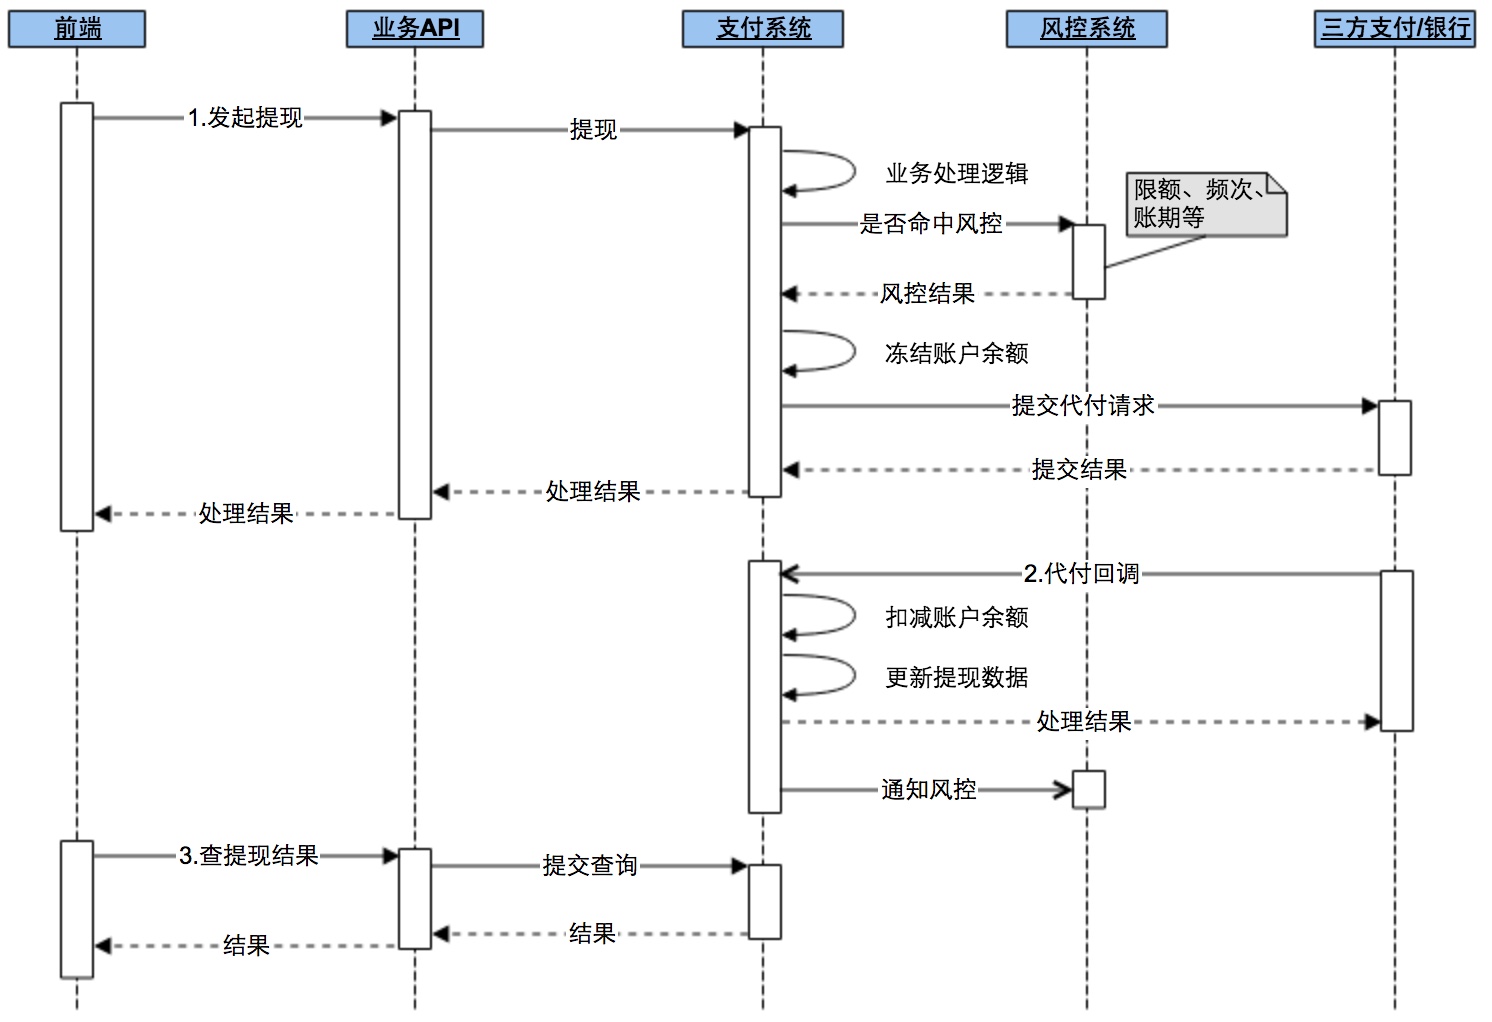 前端
业务API
支付系统
风控系统
三方支付/银行
1.发起提现
提现
业务处理逻辑
限额、频次、
账期等
是否命中风控
风控结果
冻结账户余额
提交代付请求
提交结果
处理结果
处理结果
2.代付回调
扣减账户余额
更新提现数据
处理结果
通知风控
3.查提现结果
提交查询
结果
结果